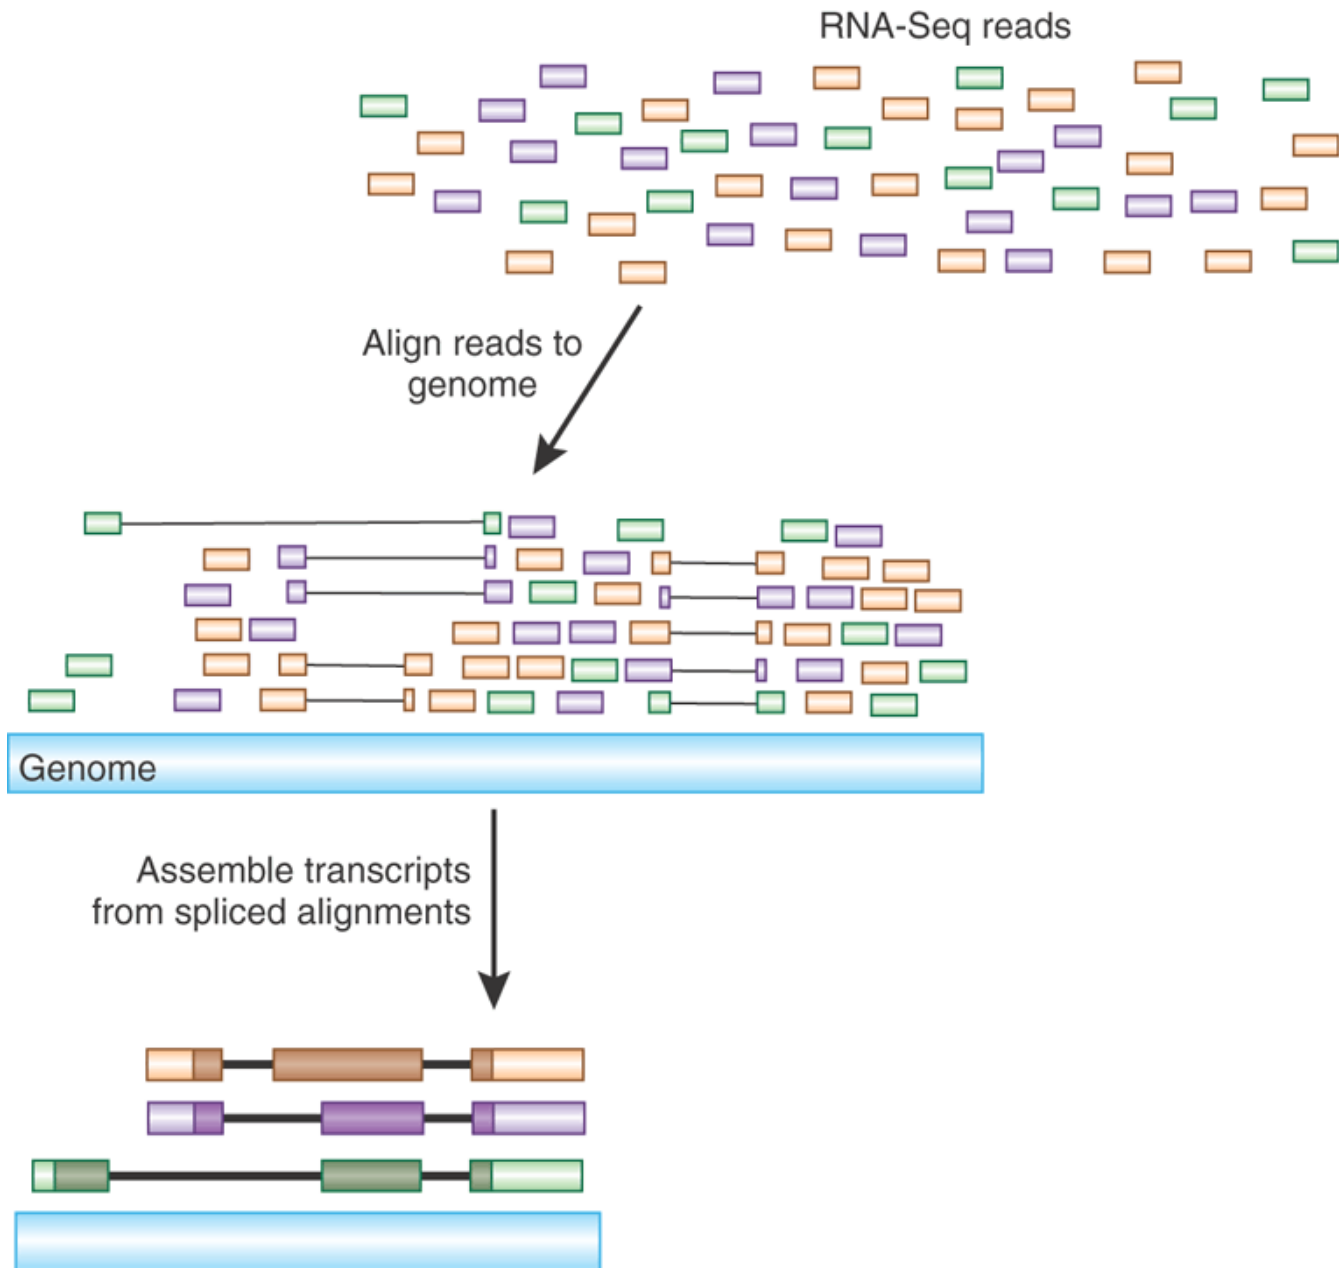 RNA-Seq reads
Align reads to
genome
Genome
Assemble transcripts
from spliced alignments